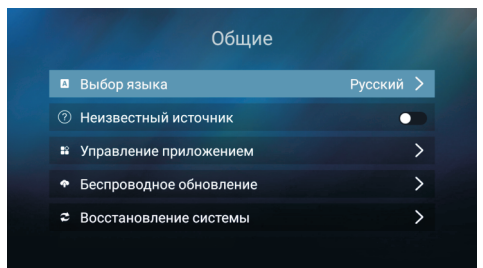 Общие
Выбор языка Русский
Неизвестный источник
Управление приложением
Беспроводное обновление
Восстановление системы